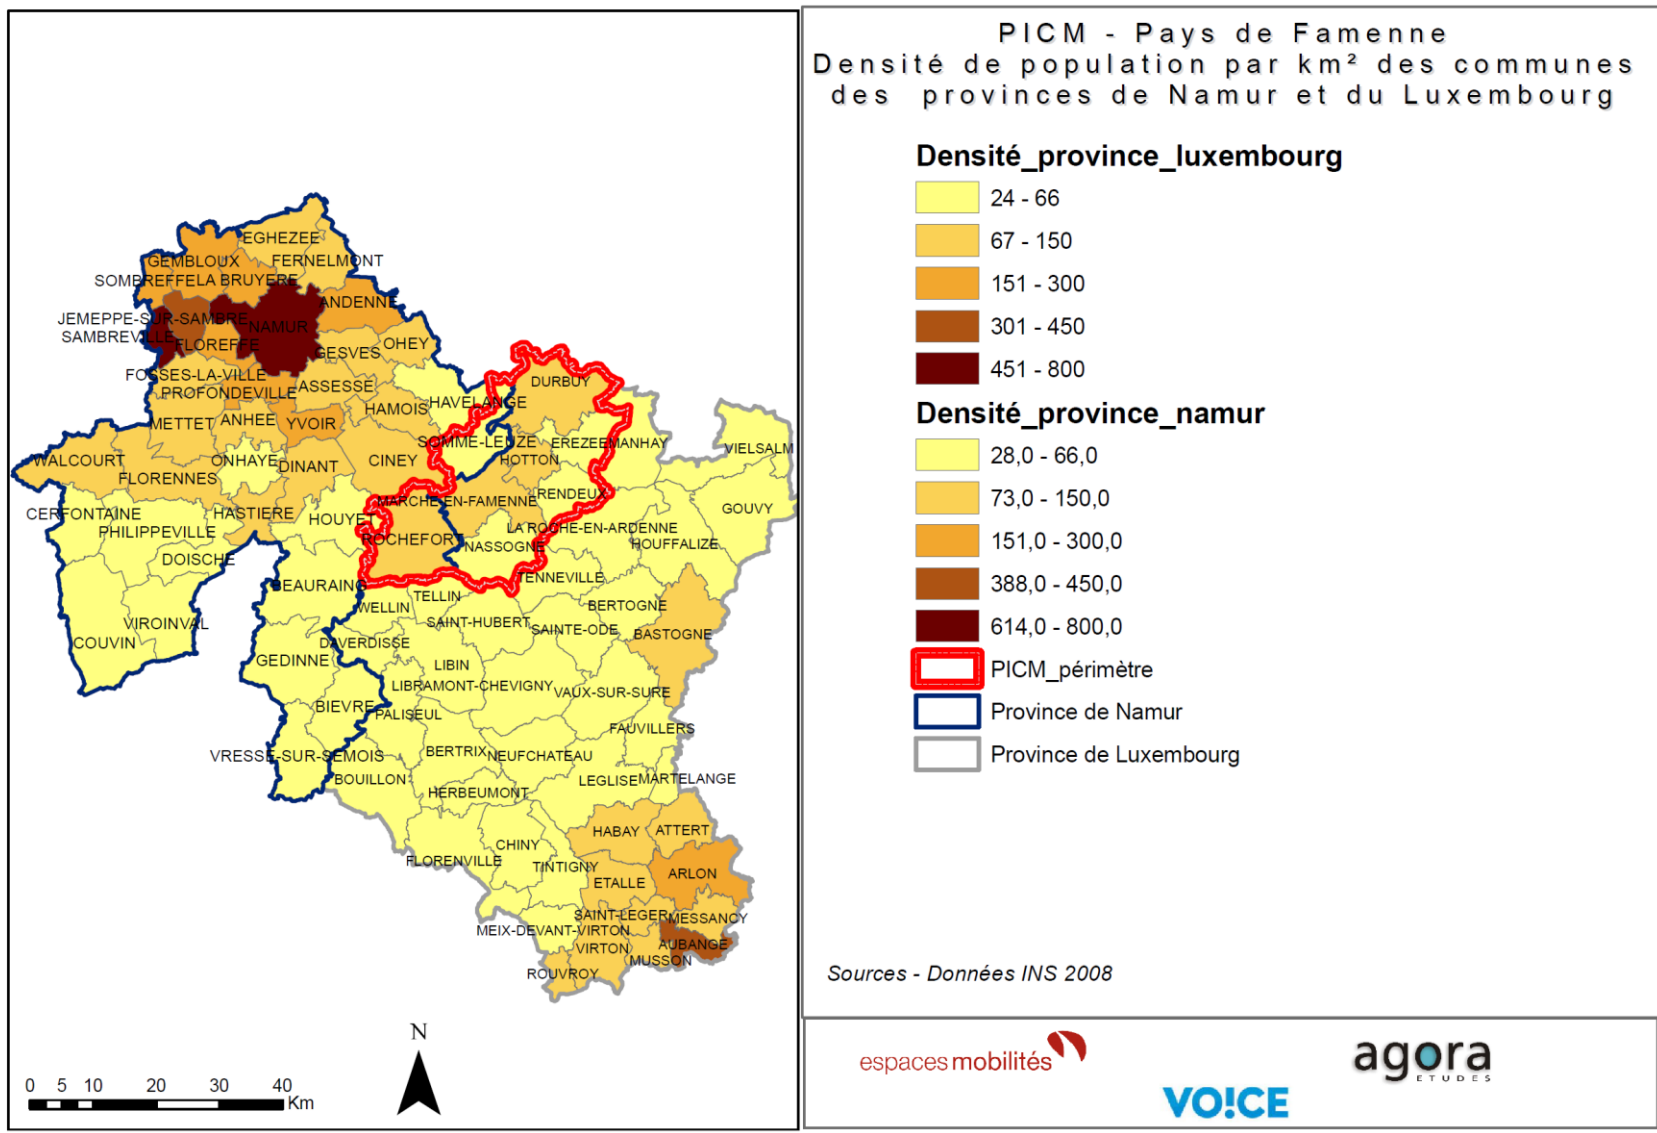 PICM - Pays de Famenne
Densité de population par km² des communes
des provinces de Namur et du Luxembourg
Densité_province_luxembourg
24 - 66
67 - 150
151 - 300
301 - 450
451 - 800
Densité_province_namur
28,0 - 66,0
73,0 - 150,0
151,0 - 300,0
388,0 - 450,0
614,0 - 800,0
PICM_périmètre
Province de Namur
Province de Luxembourg
Sources - Données INS 2008
espaces mobilités
agora
ETUDES
VO!CE
EGHEZEE
GEMBLOUX
FERNELMONT
SOMBREFFE
LA BRUYERE
ANDENNE
JEMEPPE-SUR-SAMBRE
NAMUR
SAMBREVILLE
FLOREFFE
OHEY
GESVES
FOSSES-LA-VILLE
PROFONDEVILLE
ASSESSE
DURBUY
HAVELANGE
HAMOIS
METTET
ANHEE
YVOIR
SOMME-LEUZE
EREZEE
MANHAY
VIELSALM
WALCOURT
ONHAYE
DINANT
CINEY
HOTTON
FLORENNES
RENDEUX
MARCHE-EN-FAMENNE
GOUVY
CERFONTAINE
HASTIERE
HOUYET
PHILIPPEVILLE
LA ROCHE-EN-ARDENNE
ROCHEFORT
NASSOGNE
HOUFFALIZE
DOISCHE
TENNEVILLE
BEAURAING
TELLIN
WELLIN
BERTOGNE
VIROINVAL
SAINT-HUBERT
SAINTE-ODE
BASTOGNE
COUVIN
DAVERDISSE
GEDINNE
LIBIN
LIBRAMONT-CHEVIGNY
VAUX-SUR-SURE
BIEVRE
PALISEUL
FAUVILLERS
VRESSE-SUR-SEMOIS
BERTRIX
NEUFCHATEAU
BOUILLON
LEGLISE
MARTELANGE
HERBEUMONT
HABAY
ATTERT
CHINY
FLORENVILLE
TINTIGNY
ARLON
ETALLE
SAINT-LEGER
MESSANCY
MEIX-DEVANT-VIRTON
VIRTON
AUBANGE
MUSSON
ROUVROY
N
0 5 10 20 30 40
Km